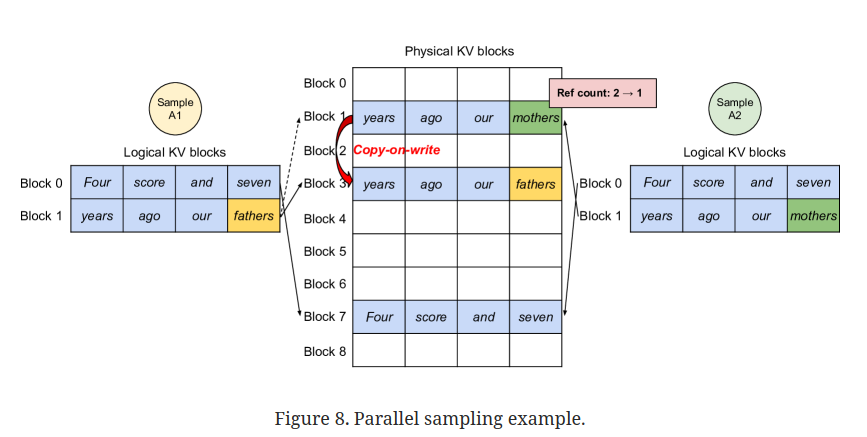 Physical KV blocks
Sample
A1
Logical KV blocks
Block 0 Four score and seven
Block 1 years ago our fathers
Block 0
Block 1 years ago our mothers
Ref count: 2 → 1
Block 2 Copy-on-write
Block 3 years ago our fathers
Block 4
Block 5
Block 6
Block 7 Four score and seven
Block 8
Sample
A2
Logical KV blocks
Block 0 Four score and seven
Block 1 years ago our mothers
Figure 8. Parallel sampling example.